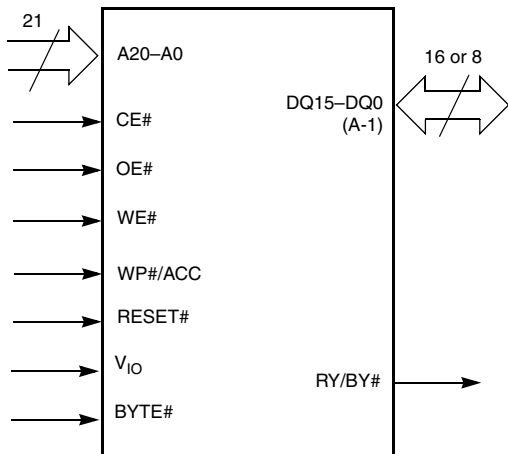 21
A20–A0
16 or 8
DQ15–DQ0
(A-1)
CE#
OE#
WE#
WP#/ACC
RESET#
VIO
RY/BY#
BYTE#